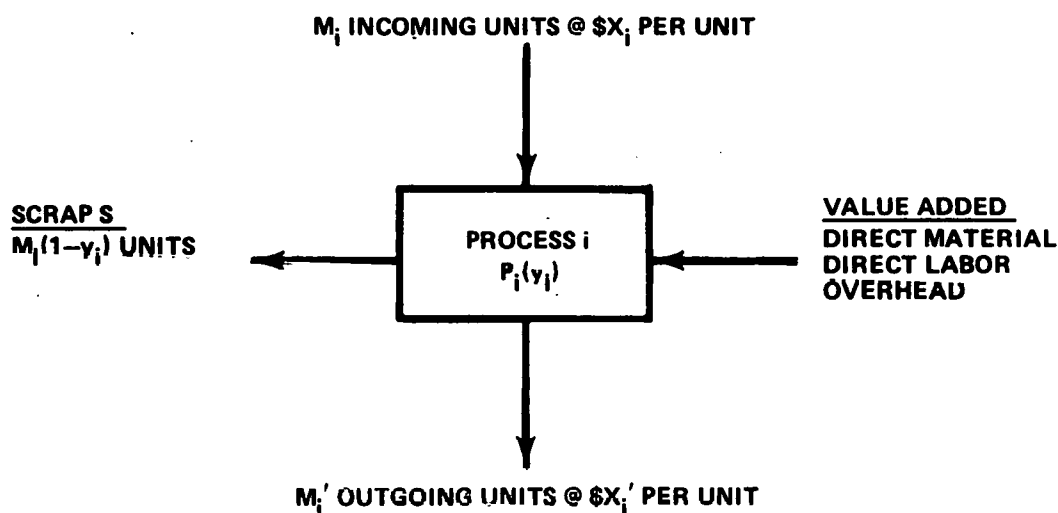 Mᵢ INCOMING UNITS @ $Xᵢ PER UNIT
SCRAP S
Mᵢ(1–yᵢ) UNITS
PROCESS i
Pᵢ(yᵢ)
VALUE ADDED
DIRECT MATERIAL
DIRECT LABOR
OVERHEAD
Mᵢ' OUTGOING UNITS @ $Xᵢ' PER UNIT